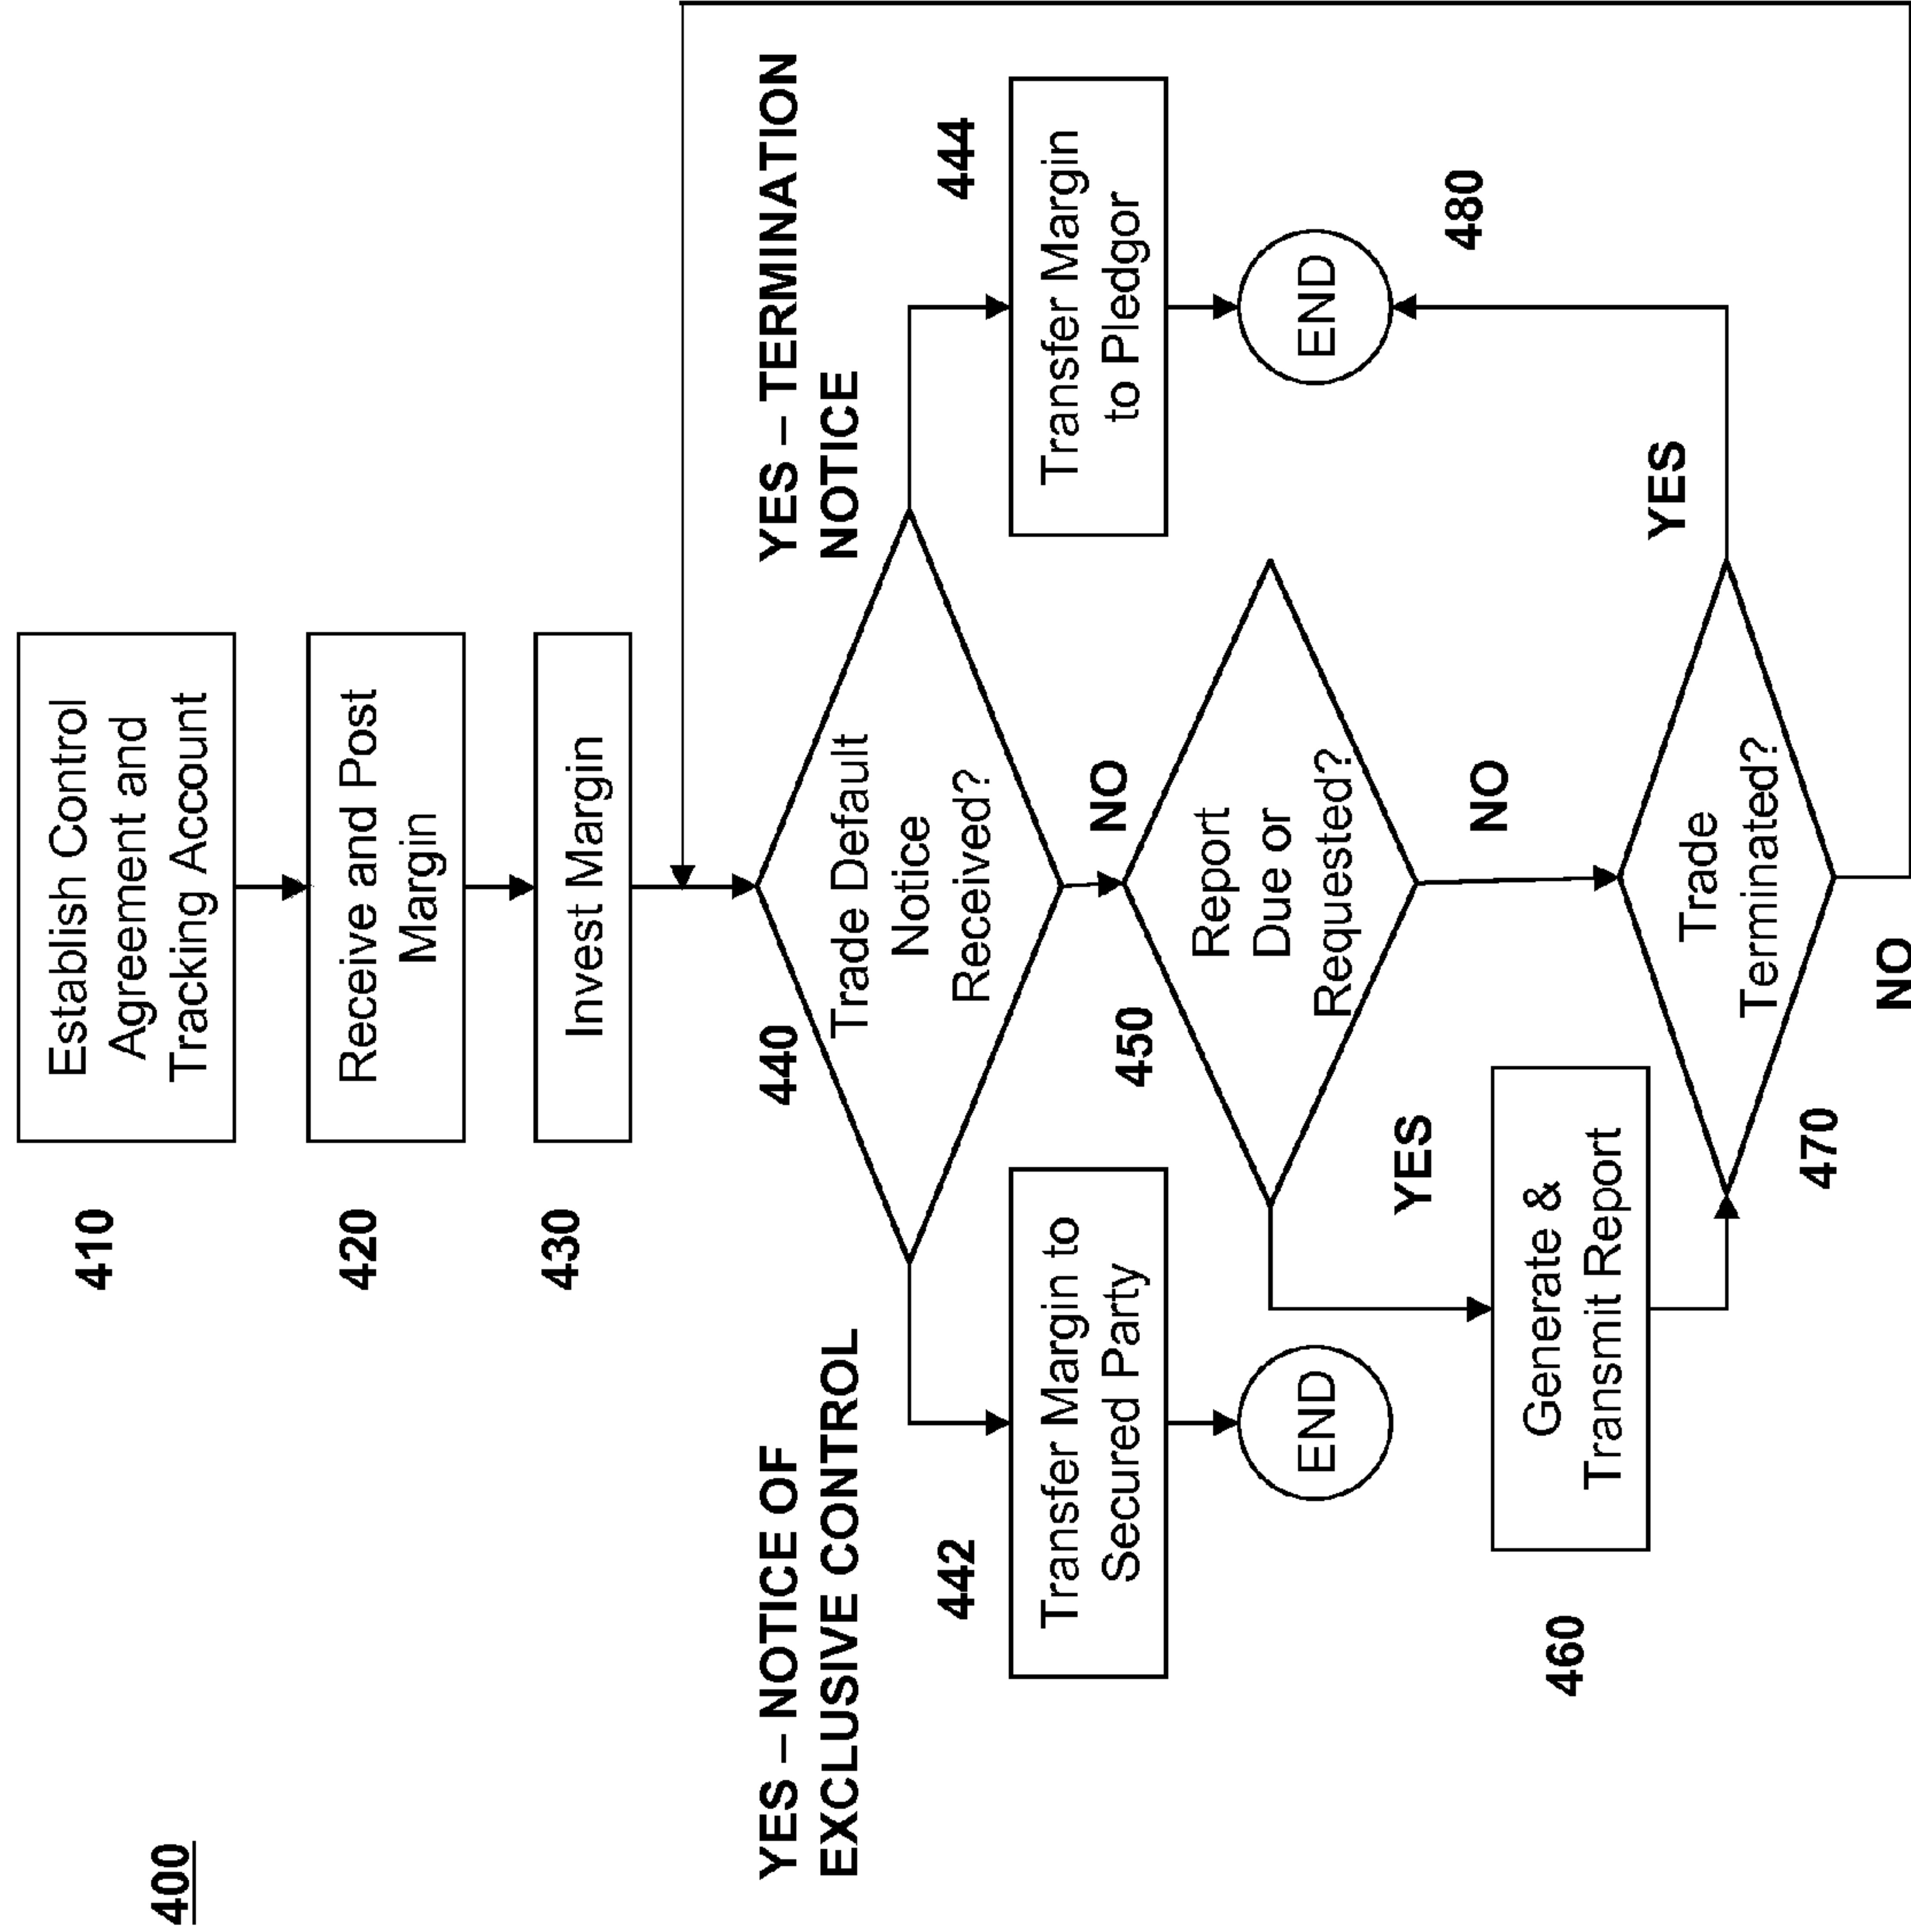 400
410
Establish Control
Agreement and
Tracking Account
420
Receive and Post
Margin
430
Invest Margin
YES – NOTICE OF
EXCLUSIVE CONTROL
440
Trade Default
Notice
Received?
YES – TERMINATION
NOTICE
442
Transfer Margin to
Secured Party
END
NO
444
Transfer Margin
to Pledgor
END
480
450
Report
Due or
Requested?
YES
NO
460
Generate &
Transmit Report
470
Trade
Terminated?
YES
NO